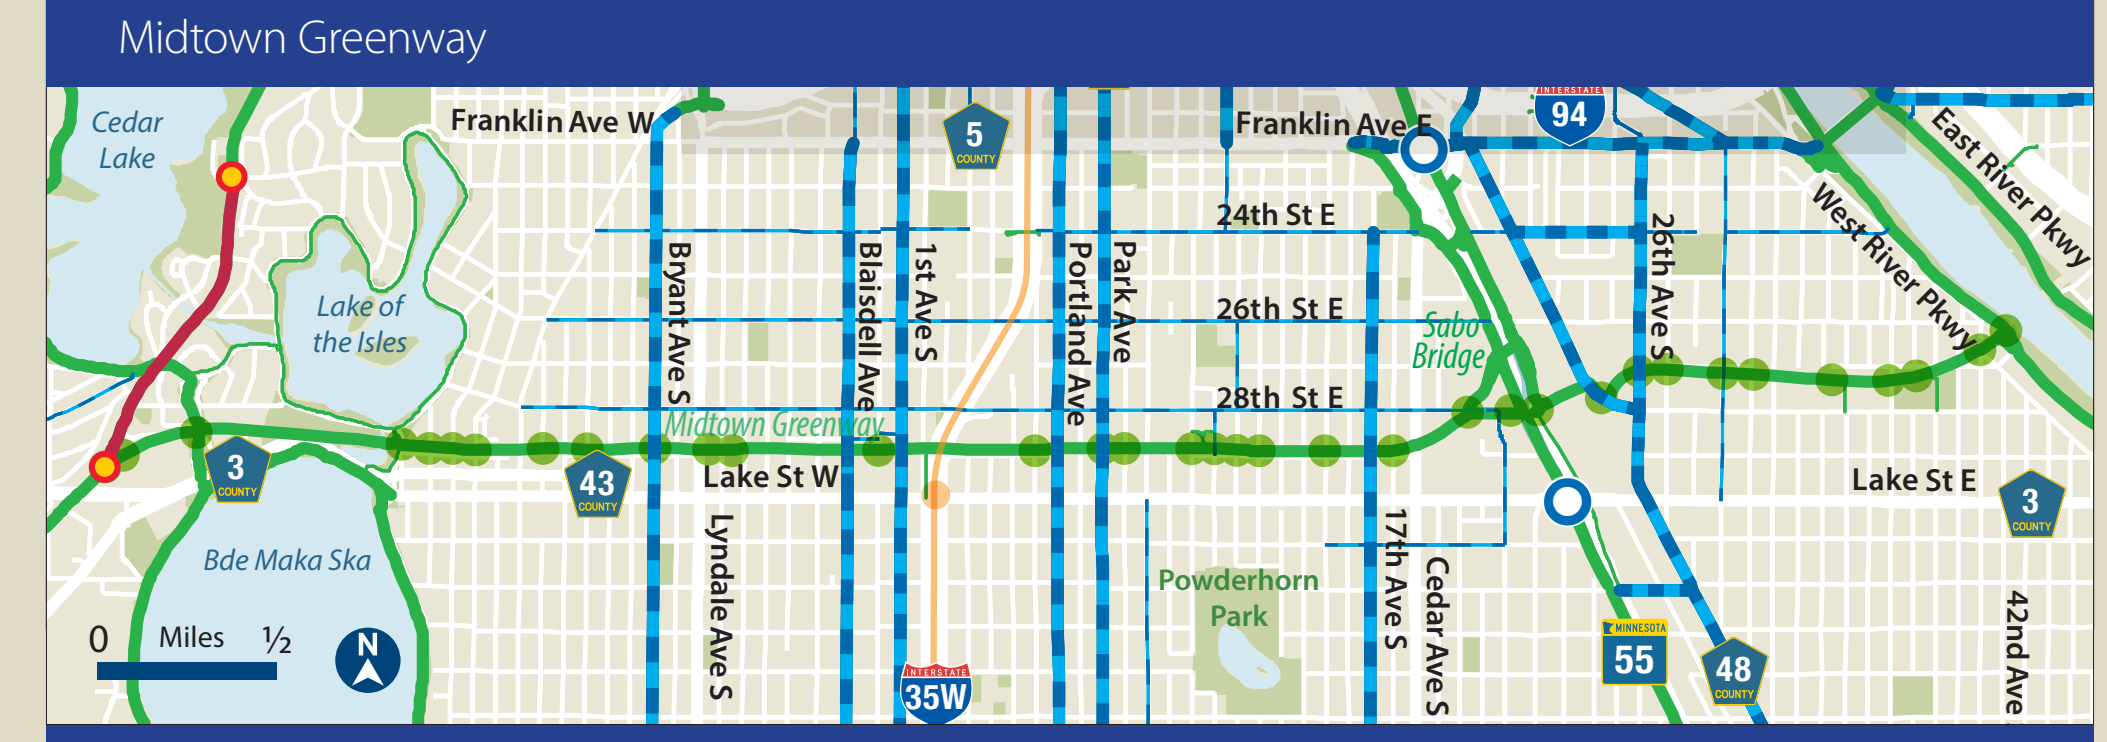 Midtown Greenway
Cedar
Lake
Franklin Ave W
5
COUNTY
Franklin Ave E
INTERSTATE
94
East River Pkwy
West River Pkwy
24th St E
26th Ave S
Bryant Ave S
Blaisdell Ave
1st Ave S
Portland Ave
Park Ave
Lake of
the Isles
26th St E
Sabo
Bridge
28th St E
Midtown Greenway
3
COUNTY
43
COUNTY
Lake St W
Lake St E
3
COUNTY
Bde Maka Ska
Lyndale Ave S
17th Ave S
Cedar Ave S
Powderhorn
Park
42nd Ave
0 Miles ½
N
INTERSTATE
35W
MINNESOTA
55
48
COUNTY